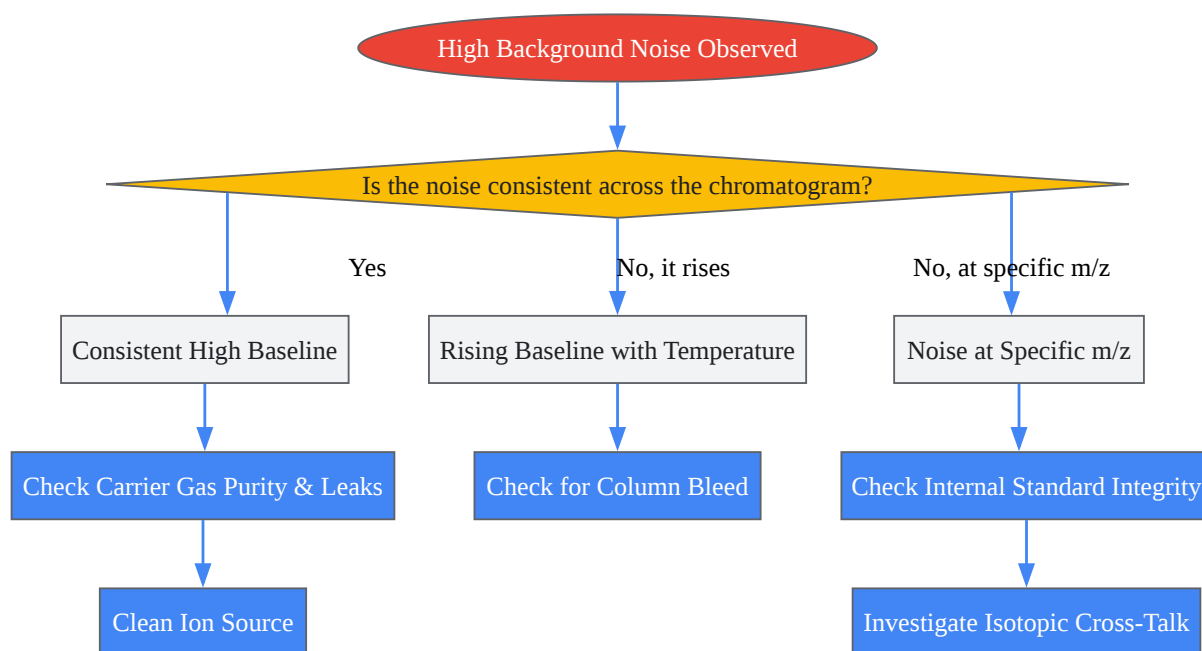 High Background Noise Observed
Is the noise consistent across the chromatogram?
Yes
No, it rises
No, at specific m/z
Consistent High Baseline
Rising Baseline with Temperature
Noise at Specific m/z
Check Carrier Gas Purity & Leaks
Check for Column Bleed
Check Internal Standard Integrity
Clean Ion Source
Investigate Isotopic Cross-Talk